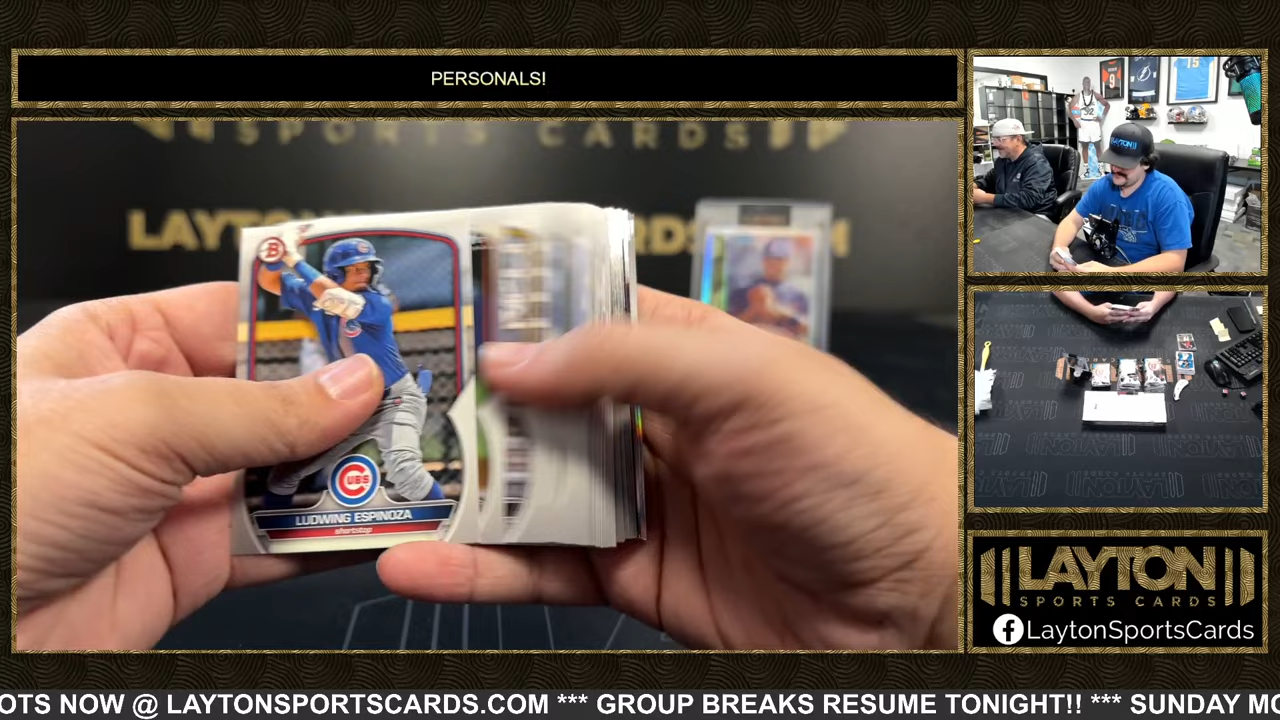 PERSONALS!
SPORTS CARDS
LUDWING ESPINOZA
shortstop
CUBS
B
LAYTON
SPORTS CARDS
LaytonSportsCards
OTS NOW @ LAYTONSPORTSCARDS.COM *** GROUP BREAKS RESUME TONIGHT!! *** SUNDAY MO